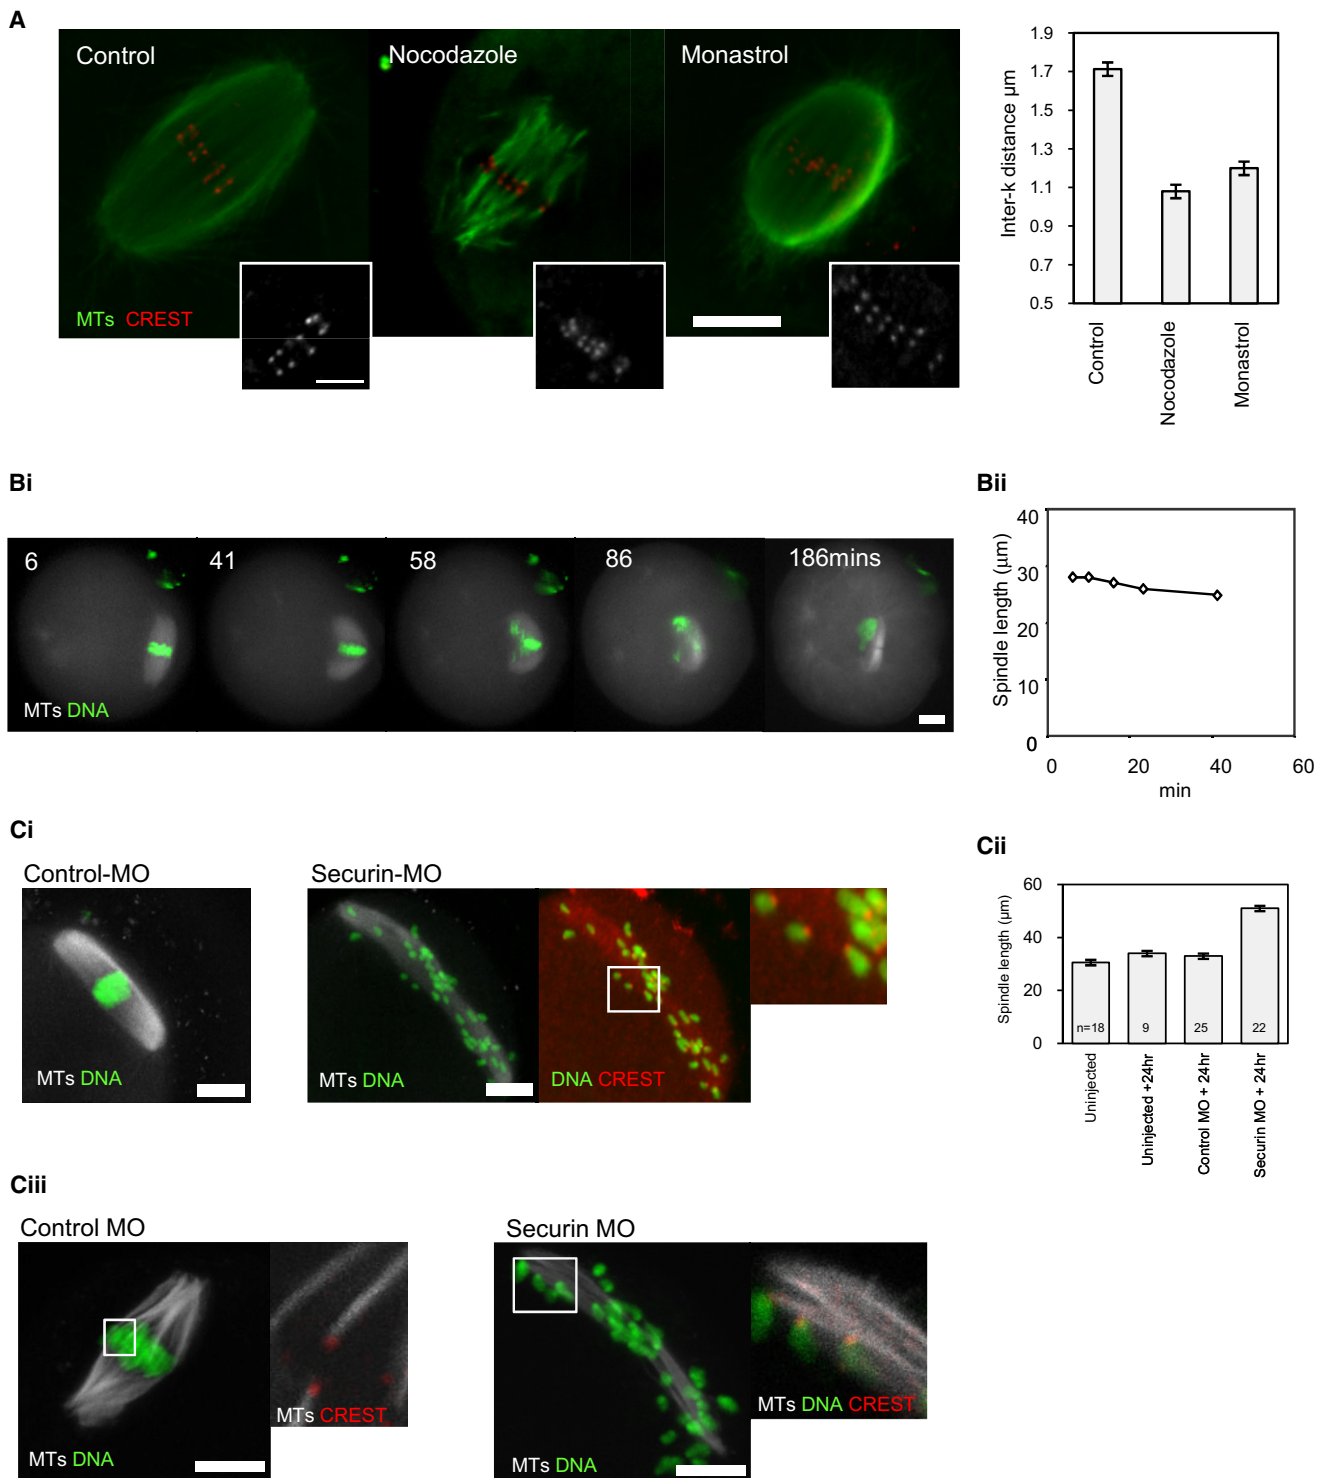 A
Control
Nocodazole
Monastrol
MTs CREST
Inter-k distance μm
1.9
1.7
1.5
1.3
1.1
0.9
0.7
0.5
Control
Nocodazole
Monastrol
Bi
6
41
58
86
186mins
MTs DNA
Bii
Spindle length (μm)
40
30
20
10
0
0 20 40 60
min
Ci
Control-MO
MTs DNA
Securin-MO
MTs DNA
DNA CREST
Cii
Spindle length (μm)
60
40
20
0
n=18
9
25
22
Uninjected
Uninjected +24hr
Control MO + 24hr
Securin MO + 24hr
Ciii
Control MO
MTs DNA
MTs CREST
Securin MO
MTs DNA
MTs DNA CREST